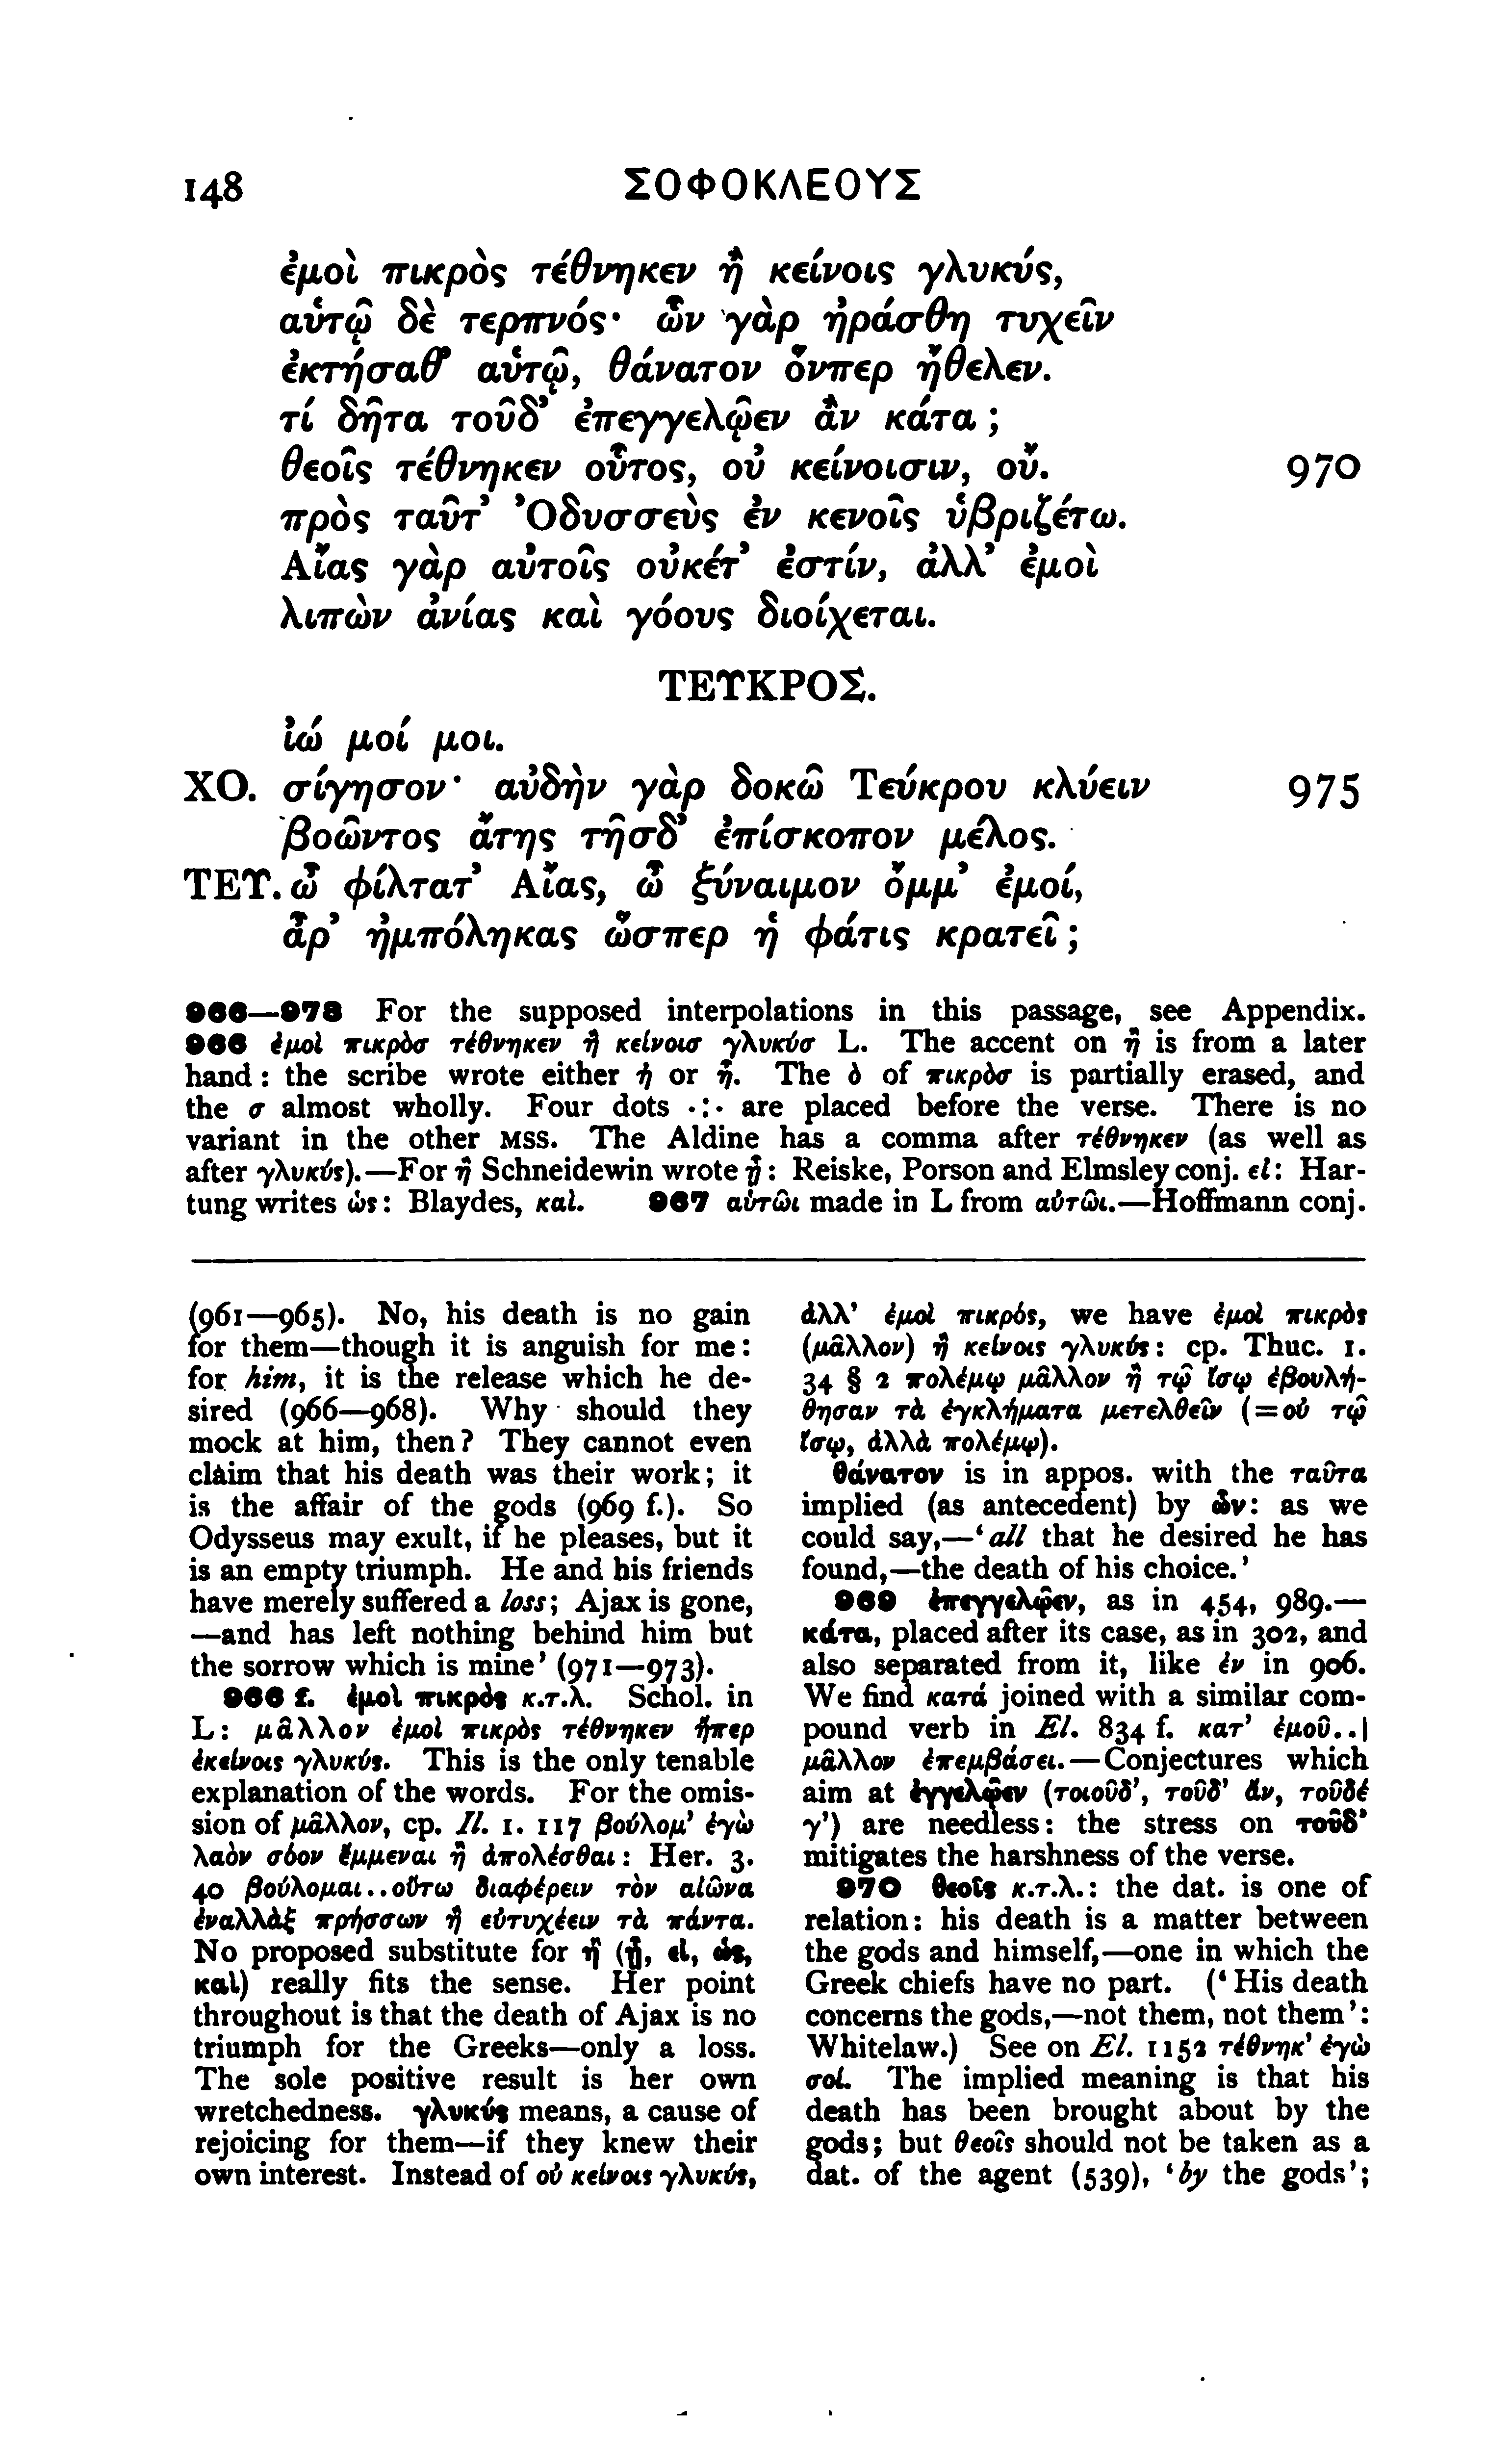 148 ΣΟΦΟΚΛΕΟΥΣ
ἐμοὶ πικρὸς τέθνηκεν ἢ κείνοις γλυκύς,
αὑτῷ δὲ τερπνός· ὧν γὰρ ἠράσθη τυχεῖν
ἐκτήσαθ᾽ αὑτῷ, θάνατον ὅνπερ ἤθελεν.
τί δῆτα τοῦδ᾽ ἐπεγγελῷεν ἂν κάτα;
θεοῖς τέθνηκεν οὗτος, οὐ κείνοισιν, οὔ. 970
πρὸς ταῦτ᾽ Ὀδυσσεὺς ἐν κενοῖς ὑβριζέτω.
Αἴας γὰρ αὐτοῖς οὐκέτ᾽ ἐστίν, ἀλλ᾽ ἐμοὶ
λιπὼν ἀνίας καὶ γόους διοίχεται.
ΤΕΥΚΡΟΣ.
ἰώ μοί μοι.
ΧΟ. σίγησον· αὐδὴν γὰρ δοκῶ Τεύκρου κλύειν 975
βοῶντος ἄτης τῆσδ᾽ ἐπίσκοπον μέλος.
ΤΕΥ. ὦ φίλτατ᾽ Αἴας, ὦ ξύναιμον ὄμμ᾽ ἐμοί,
ἆρ᾽ ἠμπόληκας ὥσπερ ἡ φάτις κρατεῖ;
966—973 For the supposed interpolations in this passage, see Appendix.
966 ἐμοὶ πικρὸσ τέθνηκεν ἢ κείνοισ γλυκύσ L. The accent on ἢ is from a later
hand: the scribe wrote either ἠ or ἦ. The ὸ of πικρὸσ is partially erased, and
the σ almost wholly. Four dots ·:· are placed before the verse. There is no
variant in the other MSS. The Aldine has a comma after τέθνηκεν (as well as
after γλυκύς).—For ἢ Schneidewin wrote ᾗ: Reiske, Porson and Elmsley conj. εἰ: Har-
tung writes ὡς: Blaydes, καὶ. 967 αὑτῶι made in L from αὐτῶι.—Hoffmann conj.
(961—965). No, his death is no gain
for them—though it is anguish for me:
for him, it is the release which he de-
sired (966—968). Why should they
mock at him, then? They cannot even
claim that his death was their work; it
is the affair of the gods (969 f.). So
Odysseus may exult, if he pleases, but it
is an empty triumph. He and his friends
have merely suffered a loss; Ajax is gone,
—and has left nothing behind him but
the sorrow which is mine’ (971—973).
966 f. ἐμοὶ πικρὸς κ.τ.λ. Schol. in
L: μᾶλλον ἐμοὶ πικρὸς τέθνηκεν ἤπερ
ἐκείνοις γλυκύς. This is the only tenable
explanation of the words. For the omis-
sion of μᾶλλον, cp. Il. 1. 117 βούλομ᾽ ἐγὼ
λαὸν σόον ἔμμεναι ἢ ἀπολέσθαι: Her. 3.
40 βούλομαι..οὕτω διαφέρειν τὸν αἰῶνα
ἐναλλὰξ πρήσσων ἢ εὐτυχέειν τὰ πάντα.
No proposed substitute for ἢ (ᾗ, εἰ, ὡς,
καὶ) really fits the sense. Her point
throughout is that the death of Ajax is no
triumph for the Greeks—only a loss.
The sole positive result is her own
wretchedness. γλυκύς means, a cause of
rejoicing for them—if they knew their
own interest. Instead of οὐ κείνοις γλυκύς,
ἀλλ᾽ ἐμοὶ πικρός, we have ἐμοὶ πικρὸς
(μᾶλλον) ἢ κείνοις γλυκύς: cp. Thuc. 1.
34 § 2 πολέμῳ μᾶλλον ἢ τῷ ἴσῳ ἐβουλή-
θησαν τὰ ἐγκλήματα μετελθεῖν (=οὐ τῷ
ἴσῳ, ἀλλὰ πολέμῳ).
θάνατον is in appos. with the ταῦτα
implied (as antecedent) by ὧν: as we
could say,—‘all that he desired he has
found,—the death of his choice.’
969 ἐπεγγελῷεν, as in 454, 989.—
κάτα, placed after its case, as in 302, and
also separated from it, like ἐν in 906.
We find κατά joined with a similar com-
pound verb in El. 834 f. κατ᾽ ἐμοῦ..|
μᾶλλον ἐπεμβάσει.—Conjectures which
aim at ἐγγελῷεν (τοιοῦδ᾽, τοῦδ᾽ ἄν, τοῦδέ
γ᾽) are needless: the stress on τοῦδ᾽
mitigates the harshness of the verse.
970 θεοῖς κ.τ.λ.: the dat. is one of
relation: his death is a matter between
the gods and himself,—one in which the
Greek chiefs have no part. (‘His death
concerns the gods,—not them, not them’:
Whitelaw.) See on El. 1152 τέθνηκ᾽ ἐγὼ
σοί. The implied meaning is that his
death has been brought about by the
gods; but θεοῖς should not be taken as a
dat. of the agent (539), ‘by the gods’;